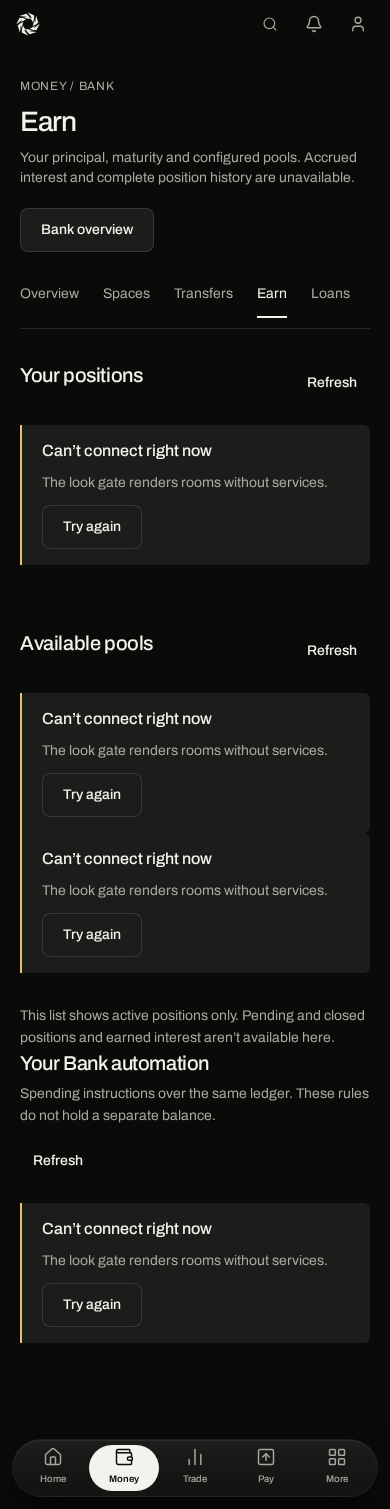 MONEY / BANK
Earn
Your principal, maturity and configured pools. Accrued
interest and complete position history are unavailable.
Bank overview
Overview Spaces Transfers Earn Loans
Your positions
Refresh
Can’t connect right now
The look gate renders rooms without services.
Try again
Available pools
Refresh
Can’t connect right now
The look gate renders rooms without services.
Try again
Can’t connect right now
The look gate renders rooms without services.
Try again
This list shows active positions only. Pending and closed
positions and earned interest aren’t available here.
Your Bank automation
Spending instructions over the same ledger. These rules
do not hold a separate balance.
Refresh
Can’t connect right now
The look gate renders rooms without services.
Try again
Home Money Trade Pay More